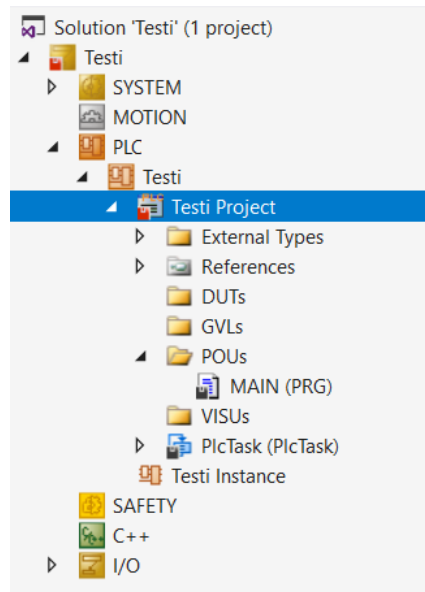 Solution 'Testi' (1 project)
Testi
SYSTEM
MOTION
PLC
Testi
Testi Project
External Types
References
DUTs
GVLs
POUs
MAIN (PRG)
VISUs
PlcTask (PlcTask)
Testi Instance
SAFETY
C++
I/O